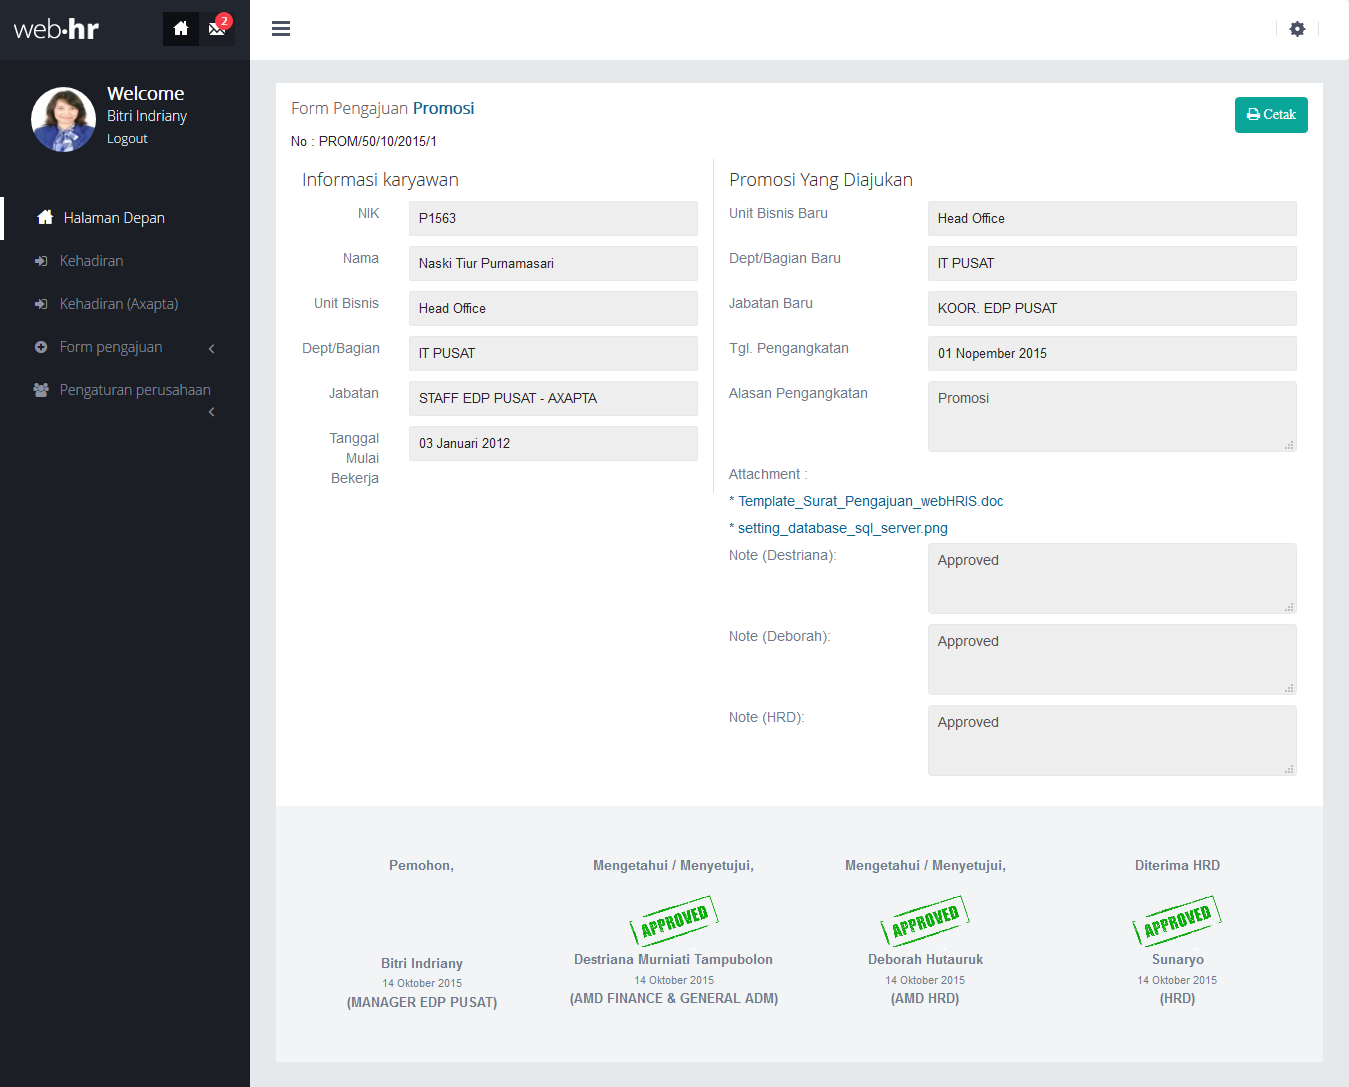 web·hr
2
Welcome
Bitri Indriany
Logout
Halaman Depan
Kehadiran
Kehadiran (Axapta)
Form pengajuan
Pengaturan perusahaan
Form Pengajuan Promosi
Cetak
No : PROM/50/10/2015/1
Informasi karyawan
NIK P1563
Nama Naski Tiur Purnamasari
Unit Bisnis Head Office
Dept/Bagian IT PUSAT
Jabatan STAFF EDP PUSAT - AXAPTA
Tanggal 03 Januari 2012
Mulai
Bekerja
Promosi Yang Diajukan
Unit Bisnis Baru Head Office
Dept/Bagian Baru IT PUSAT
Jabatan Baru KOOR. EDP PUSAT
Tgl. Pengangkatan 01 Nopember 2015
Alasan Pengangkatan Promosi
Attachment :
* Template_Surat_Pengajuan_webHRIS.doc
* setting_database_sql_server.png
Note (Destriana): Approved
Note (Deborah): Approved
Note (HRD): Approved
Pemohon,
Bitri Indriany
14 Oktober 2015
(MANAGER EDP PUSAT)
Mengetahui / Menyetujui,
APPROVED
Destriana Murniati Tampubolon
14 Oktober 2015
(AMD FINANCE & GENERAL ADM)
Mengetahui / Menyetujui,
APPROVED
Deborah Hutauruk
14 Oktober 2015
(AMD HRD)
Diterima HRD
APPROVED
Sunaryo
14 Oktober 2015
(HRD)